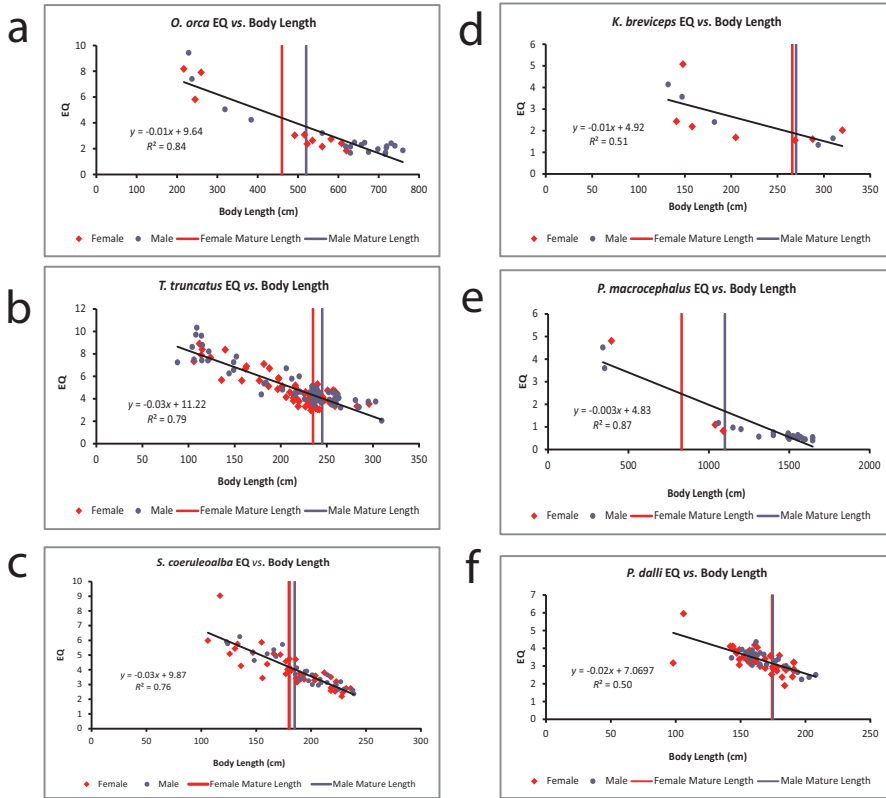 a
O. orca EQ vs. Body Length
10
8
6
4
2
0
EQ
y = -0.01x + 9.64
R² = 0.84
0 100 200 300 400 500 600 700 800
Body Length (cm)
Female Male Female Mature Length Male Mature Length
b
T. truncatus EQ vs. Body Length
12
10
8
6
4
2
0
EQ
y = -0.03x + 11.22
R² = 0.79
0 50 100 150 200 250 300 350
Body Length (cm)
Female Male Female Mature Length Male Mature Length
c
S. coeruleoalba EQ vs. Body Length
10
9
8
7
6
5
4
3
2
1
0
EQ
y = -0.03x + 9.87
R² = 0.76
0 50 100 150 200 250 300
Body Length (cm)
Female Male Female Mature Length Male Mature Length
d
K. breviceps EQ vs. Body Length
6
5
4
3
2
1
0
EQ
y = -0.01x + 4.92
R² = 0.51
0 50 100 150 200 250 300 350
Body Length (cm)
Female Male Female Mature Length Male Mature Length
e
P. macrocephalus EQ vs. Body Length
6
5
4
3
2
1
0
EQ
y = -0.003x + 4.83
R² = 0.87
0 500 1000 1500 2000
Body Length (cm)
Female Male Female Mature Length Male Mature Length
f
P. dalli EQ vs. Body Length
7
6
5
4
3
2
1
0
EQ
y = -0.02x + 7.0697
R² = 0.50
0 50 100 150 200 250
Body Length (cm)
Female Male Female Mature Length Male Mature Length